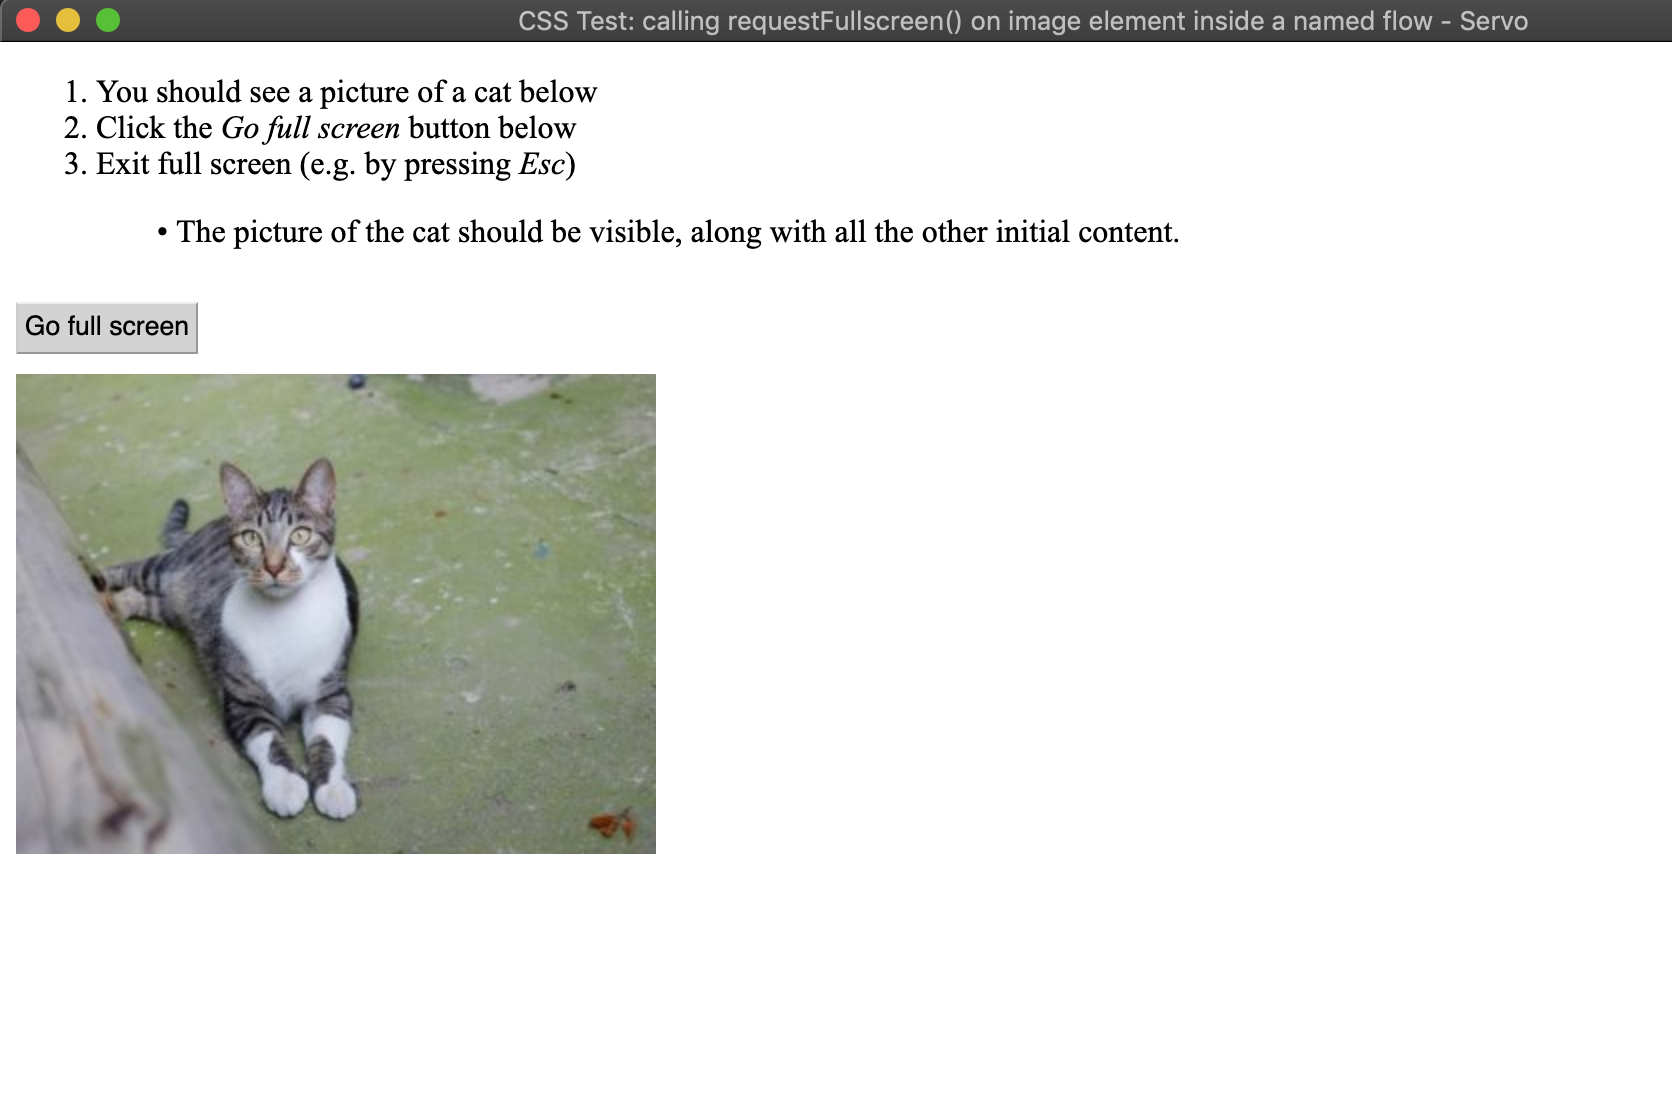 CSS Test: calling requestFullscreen() on image element inside a named flow - Servo
1. You should see a picture of a cat below
2. Click the Go full screen button below
3. Exit full screen (e.g. by pressing Esc)
• The picture of the cat should be visible, along with all the other initial content.
Go full screen